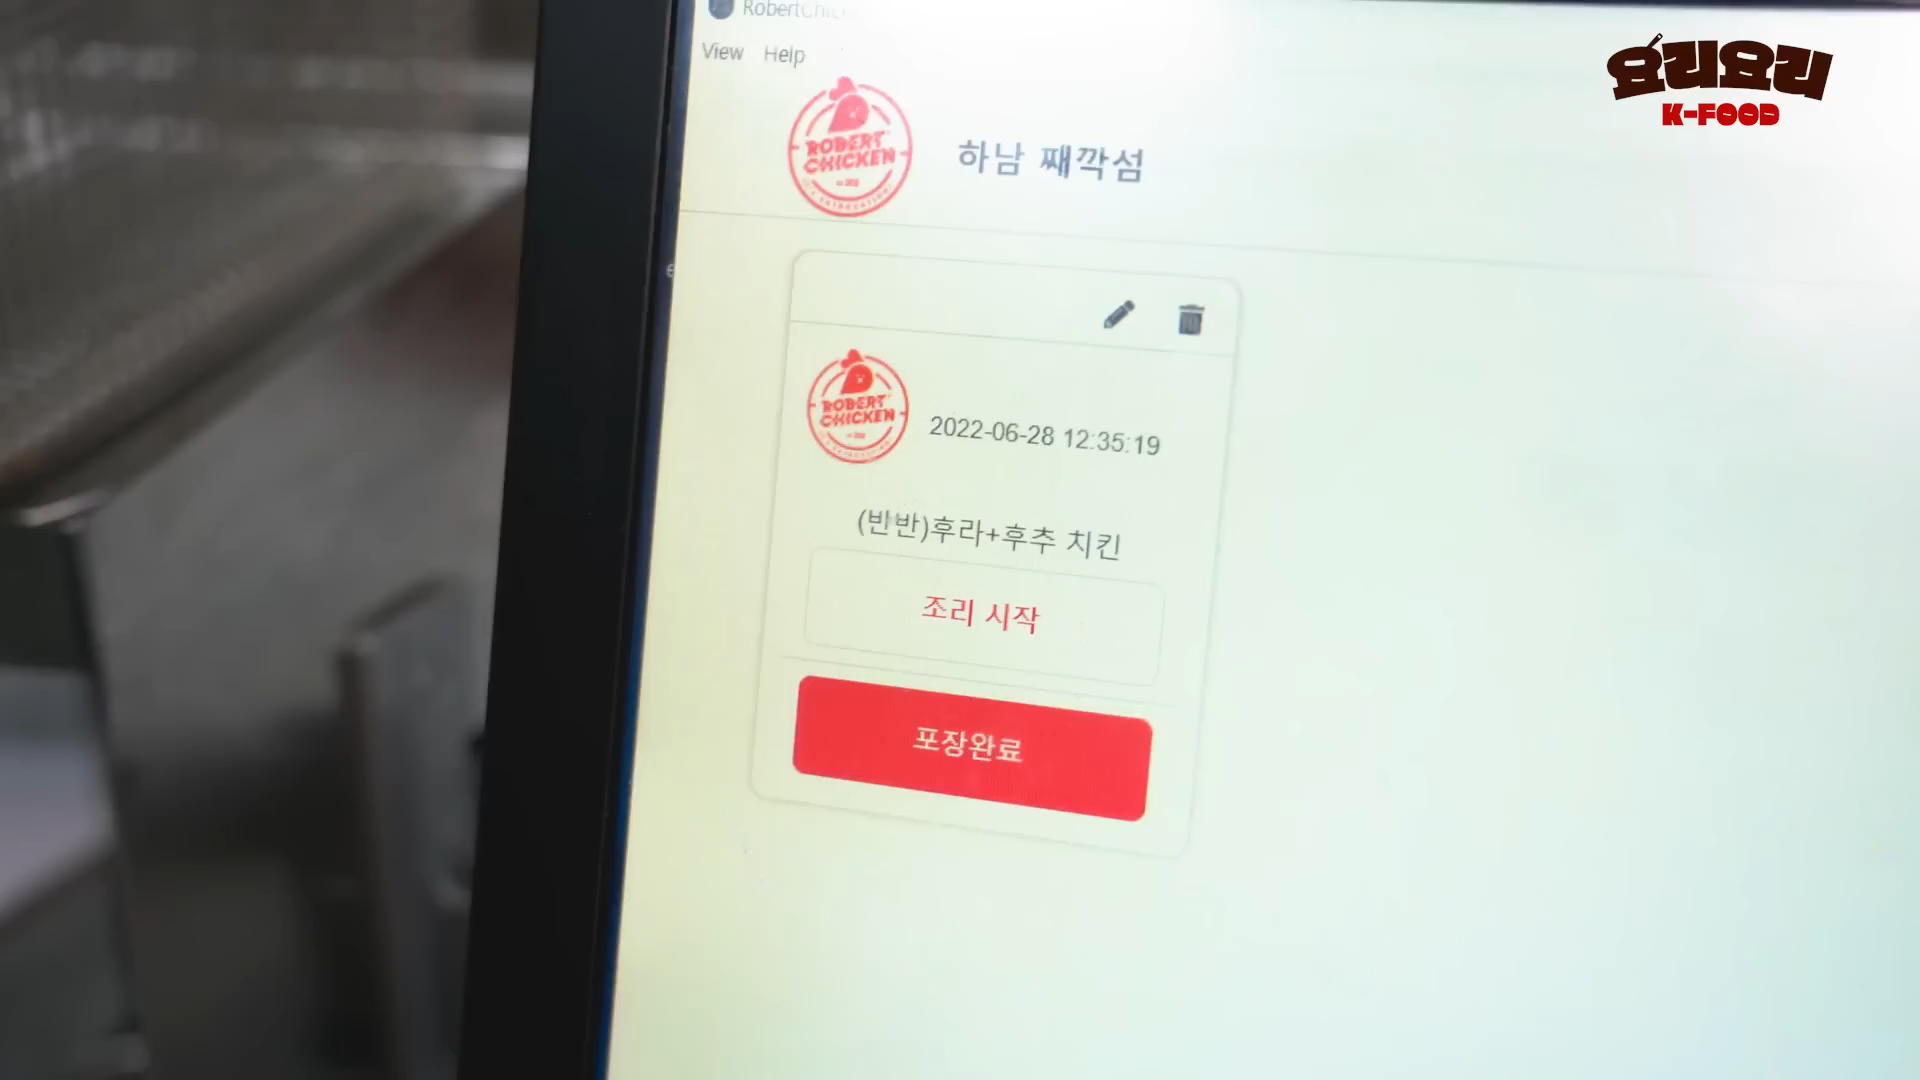 요리요리
K-FOOD
View Help
ROBERT
CHICKEN
하남 째깍섬
ROBERT
CHICKEN
2022-06-28 12:35:19
(반반)후라+후추 치킨
조리 시작
포장완료